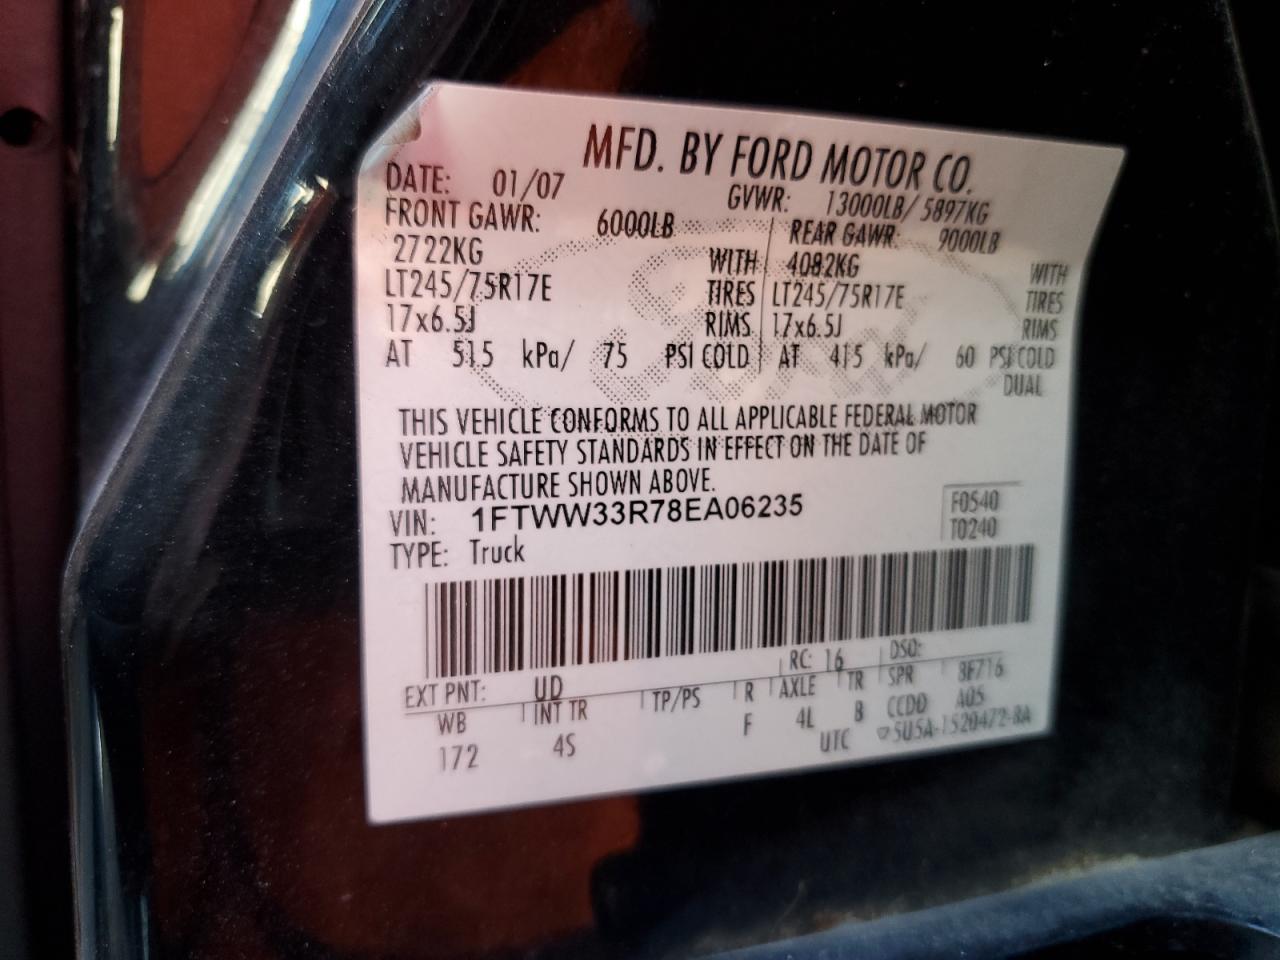 MFD. BY FORD MOTOR CO.
DATE: 01/07 GVWR: 13000LB/ 5897KG
FRONT GAWR: 6000LB REAR GAWR: 9000LB
2722KG WITH 4082KG WITH
LT245/75R17E TIRES LT245/75R17E TIRES
17x6.5J RIMS 17x6.5J RIMS
AT 515 kPa/ 75 PSI COLD AT 415 kPa/ 60 PSI COLD
DUAL
THIS VEHICLE CONFORMS TO ALL APPLICABLE FEDERAL MOTOR
VEHICLE SAFETY STANDARDS IN EFFECT ON THE DATE OF
MANUFACTURE SHOWN ABOVE.
VIN: 1FTWW33R78EA06235
F0540
T0240
TYPE: Truck
EXT PNT: UD RC: 16 DSO:
WB INT TR TP/PS R AXLE TR SPR 8F716
172 4S F 4L B CCDD A05
UTC ▽5U5A-1520472-BA